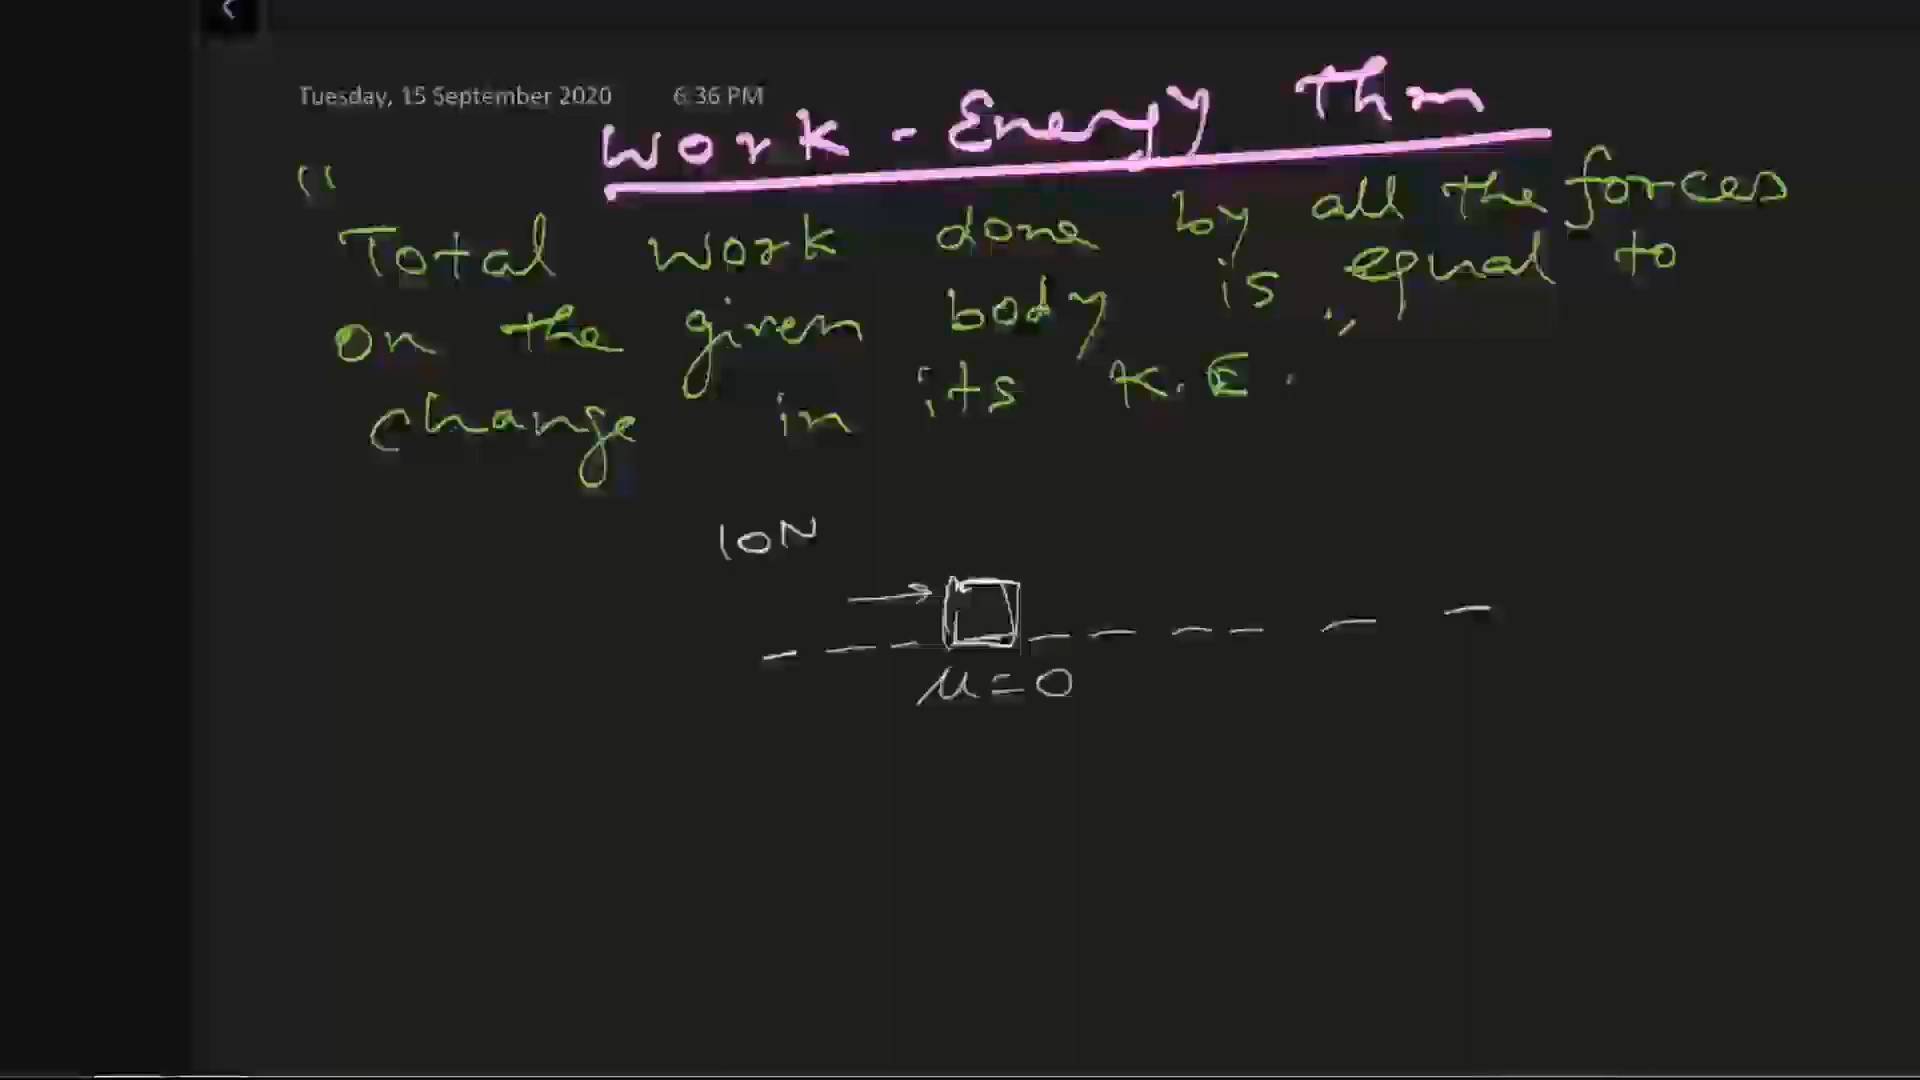 Tuesday, 15 September 2020 6:36 PM
Work - Energy Thm
"Total work done by all the forces
on the given body is equal to
change in its K.E."
10N
μ=0